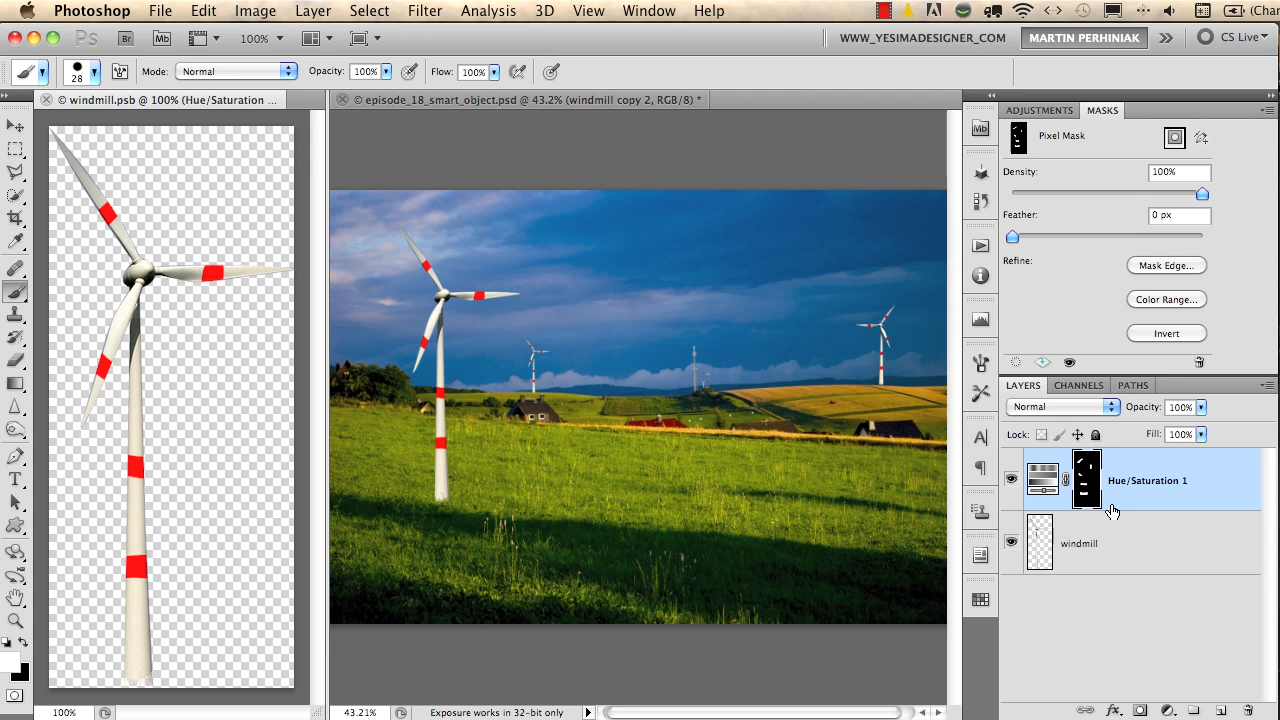 Photoshop File Edit Image Layer Select Filter Analysis 3D View Window Help (Char
Ps Br Mb 100% WWW_YESIMADESIGNER_COM MARTIN PERHINIAK CS Live
28 Mode: Normal Opacity: 100% Flow: 100%
© windmill.psb @ 100% (Hue/Saturation ...
© episode_18_smart_object.psd @ 43.2% (windmill copy 2, RGB/8) *
Mb
A
ADJUSTMENTS MASKS
Pixel Mask
Density: 100%
Feather: 0 px
Refine: Mask Edge...
Color Range...
Invert
LAYERS CHANNELS PATHS
Normal Opacity: 100%
Lock: Fill: 100%
Hue/Saturation 1
windmill
fx
100%
43.21% Exposure works in 32-bit only